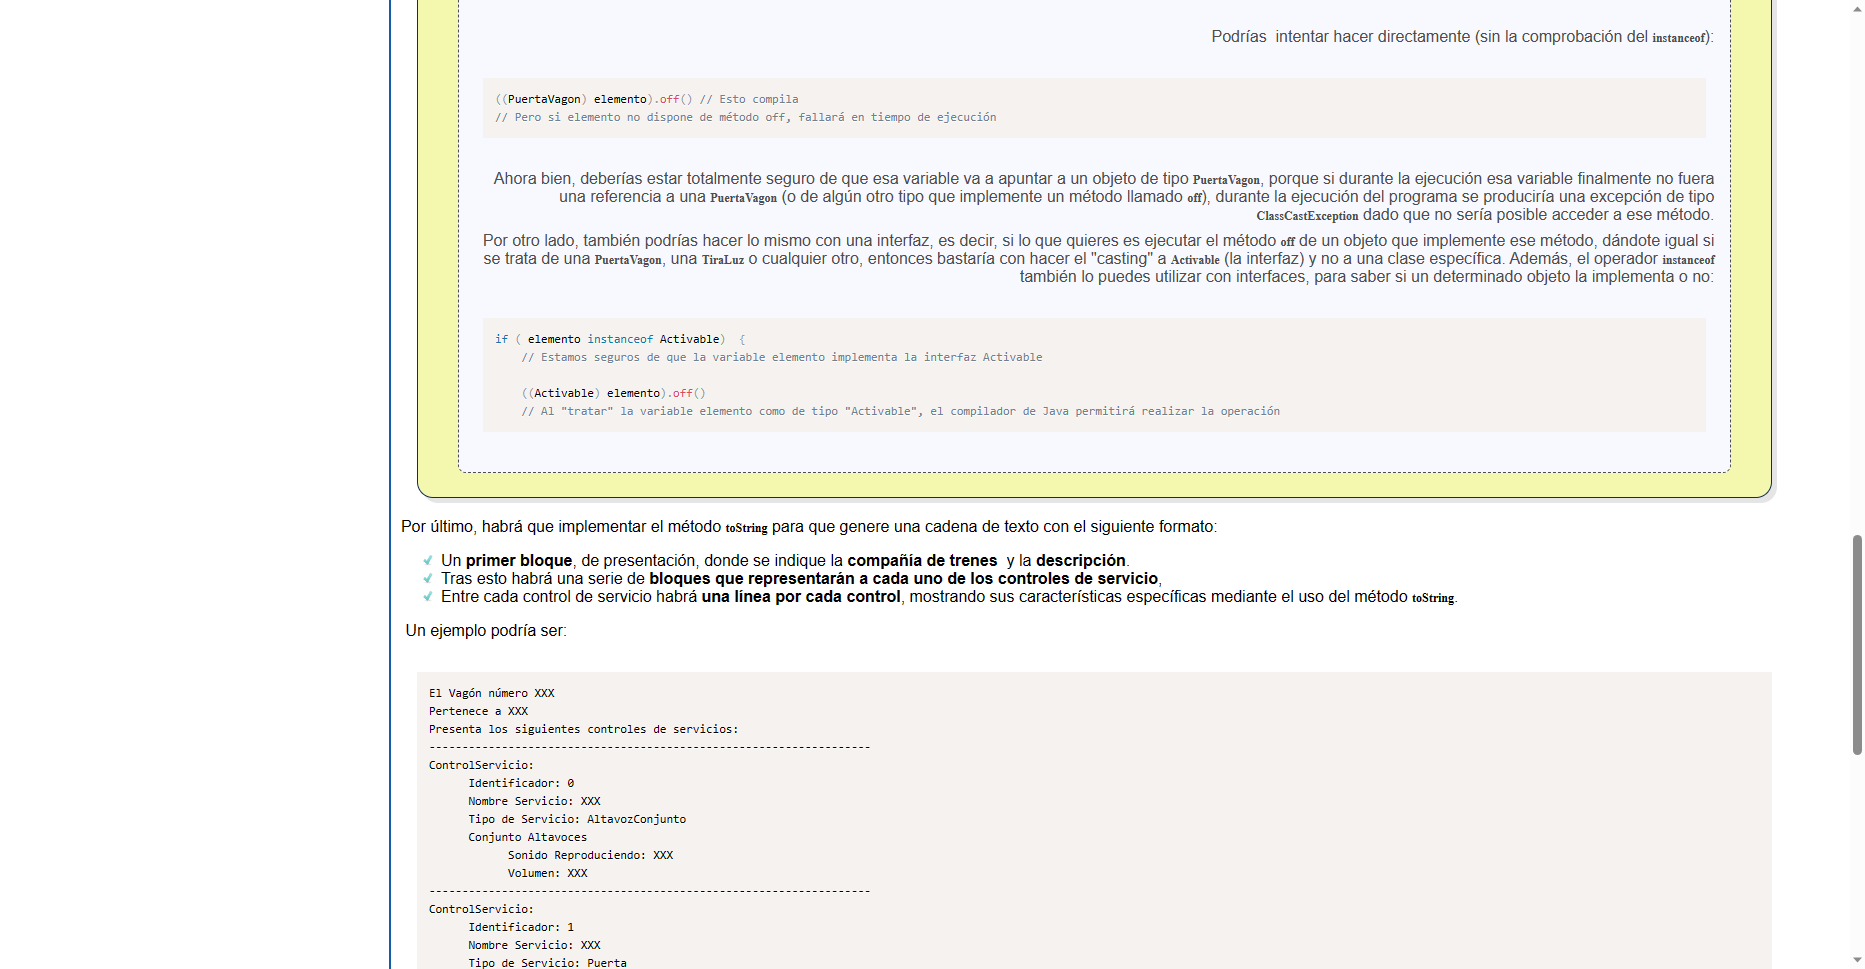 Podrías  intentar hacer directamente (sin la comprobación del instanceof):
((PuertaVagon) elemento).off() // Esto compila
// Pero si elemento no dispone de método off, fallará en tiempo de ejecución
Ahora bien, deberías estar totalmente seguro de que esa variable va a apuntar a un objeto de tipo PuertaVagon, porque si durante la ejecución esa variable finalmente no fuera
una referencia a una PuertaVagon (o de algún otro tipo que implemente un método llamado off), durante la ejecución del programa se produciría una excepción de tipo
ClassCastException dado que no sería posible acceder a ese método.
Por otro lado, también podrías hacer lo mismo con una interfaz, es decir, si lo que quieres es ejecutar el método off de un objeto que implemente ese método, dándote igual si
se trata de una PuertaVagon, una TiraLuz o cualquier otro, entonces bastaría con hacer el "casting" a Activable (la interfaz) y no a una clase específica. Además, el operador instanceof
también lo puedes utilizar con interfaces, para saber si un determinado objeto la implementa o no:
if ( elemento instanceof Activable)  {
    // Estamos seguros de que la variable elemento implementa la interfaz Activable
    ((Activable) elemento).off()
    // Al "tratar" la variable elemento como de tipo "Activable", el compilador de Java permitirá realizar la operación
Por último, habrá que implementar el método toString para que genere una cadena de texto con el siguiente formato:
Un primer bloque, de presentación, donde se indique la compañía de trenes  y la descripción.
Tras esto habrá una serie de bloques que representarán a cada uno de los controles de servicio,
Entre cada control de servicio habrá una línea por cada control, mostrando sus características específicas mediante el uso del método toString.
Un ejemplo podría ser:
El Vagón número XXX
Pertenece a XXX
Presenta los siguientes controles de servicios:
-------------------------------------------------------------------
ControlServicio:
      Identificador: 0
      Nombre Servicio: XXX
      Tipo de Servicio: AltavozConjunto
      Conjunto Altavoces
            Sonido Reproduciendo: XXX
            Volumen: XXX
-------------------------------------------------------------------
ControlServicio:
      Identificador: 1
      Nombre Servicio: XXX
      Tipo de Servicio: Puerta